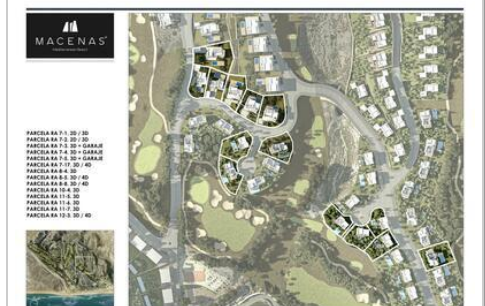 MACENAS
PARCELA RA 7-1. 2D / 3D
PARCELA RA 7-2. 2D / 3D
PARCELA RA 7-3. 3D + GARAJE
PARCELA RA 7-4. 3D + GARAJE
PARCELA RA 7-5. 3D + GARAJE
PARCELA RA 7-17. 3D / 4D
PARCELA RA 8-4. 3D
PARCELA RA 8-5. 3D / 4D
PARCELA RA 8-8. 3D / 4D
PARCELA RA 10-4. 3D
PARCELA RA 11-5. 3D
PARCELA RA 11-6. 3D
PARCELA RA 11-7. 3D
PARCELA RA 12-3. 3D / 4D